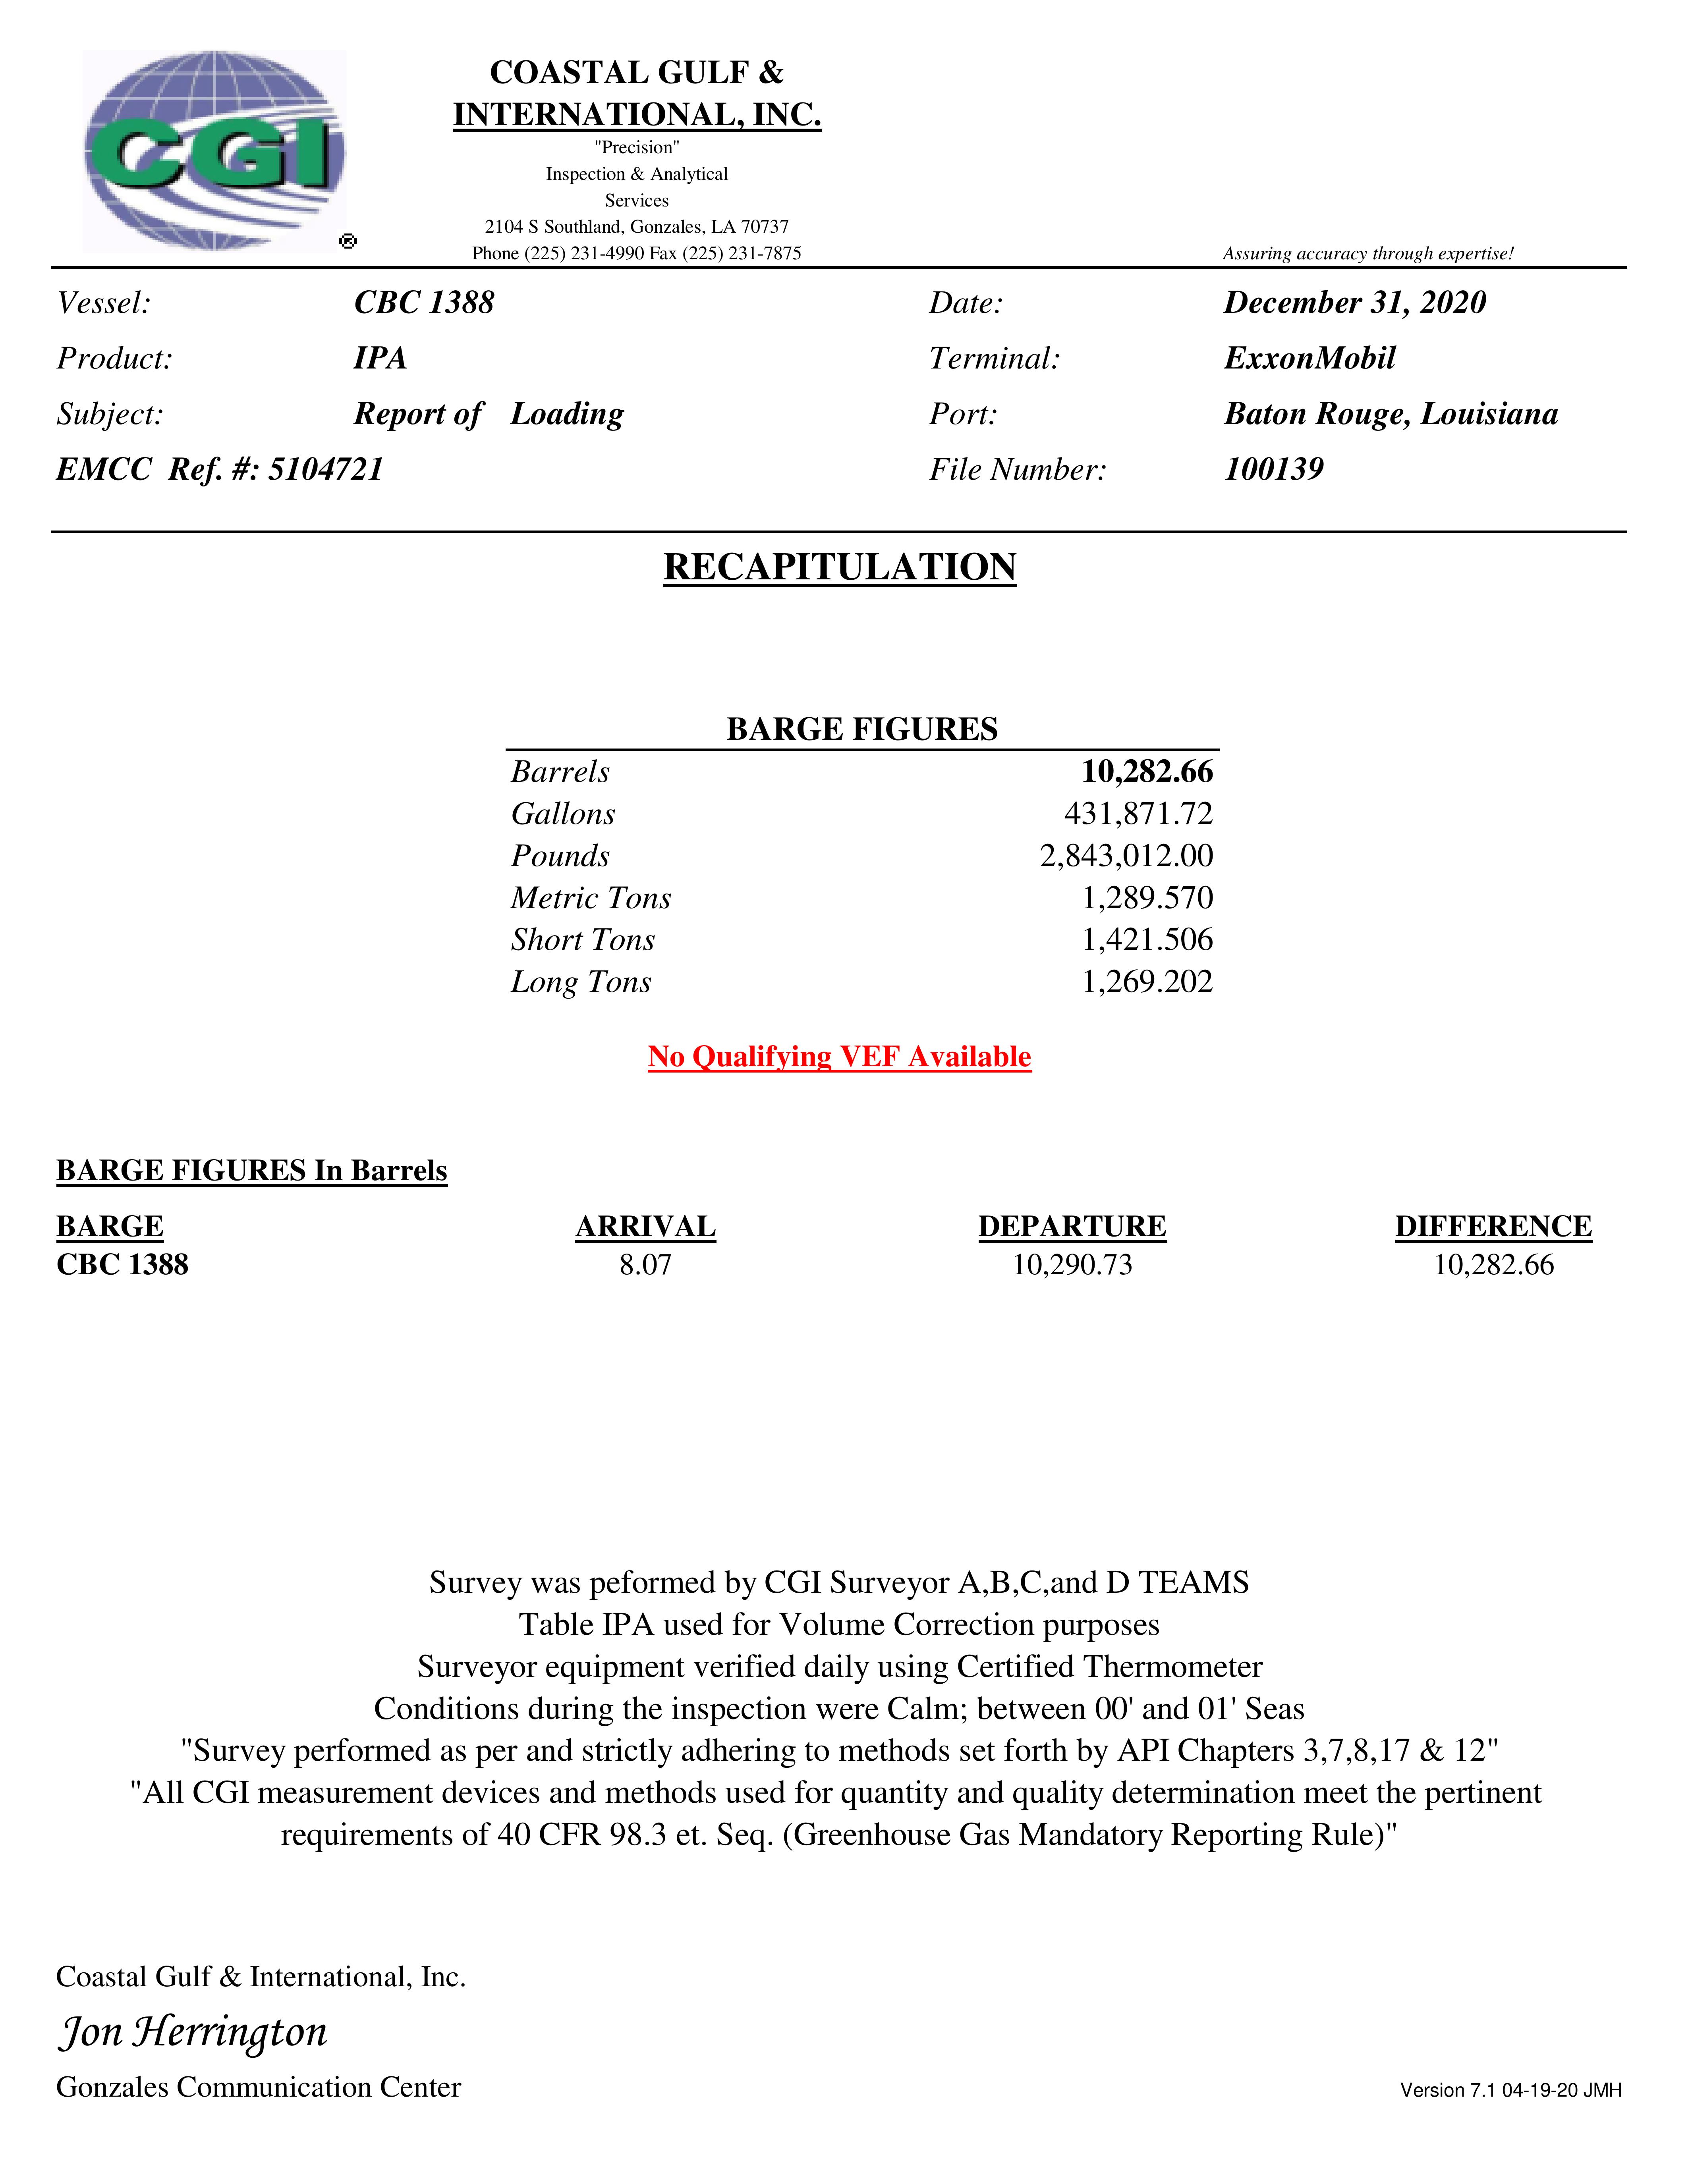 CGI
®
COASTAL GULF &
INTERNATIONAL, INC.
"Precision"
Inspection & Analytical
Services
2104 S Southland, Gonzales, LA 70737
Phone (225) 231-4990 Fax (225) 231-7875
Assuring accuracy through expertise!
Vessel: CBC 1388 Date: December 31, 2020
Product: IPA Terminal: ExxonMobil
Subject: Report of Loading Port: Baton Rouge, Louisiana
EMCC Ref. #: 5104721 File Number: 100139
RECAPITULATION
BARGE FIGURES
Barrels 10,282.66
Gallons 431,871.72
Pounds 2,843,012.00
Metric Tons 1,289.570
Short Tons 1,421.506
Long Tons 1,269.202
No Qualifying VEF Available
BARGE FIGURES In Barrels
BARGE ARRIVAL DEPARTURE DIFFERENCE
CBC 1388 8.07 10,290.73 10,282.66
Survey was peformed by CGI Surveyor A,B,C,and D TEAMS
Table IPA used for Volume Correction purposes
Surveyor equipment verified daily using Certified Thermometer
Conditions during the inspection were Calm; between 00' and 01' Seas
"Survey performed as per and strictly adhering to methods set forth by API Chapters 3,7,8,17 & 12"
"All CGI measurement devices and methods used for quantity and quality determination meet the pertinent
requirements of 40 CFR 98.3 et. Seq. (Greenhouse Gas Mandatory Reporting Rule)"
Coastal Gulf & International, Inc.
Jon Herrington
Gonzales Communication Center
Version 7.1 04-19-20 JMH